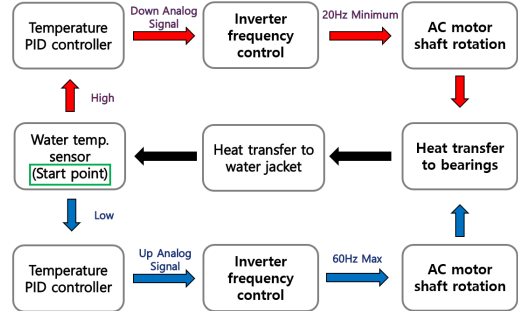 Temperature
PID controller
Down Analog
Signal
Inverter
frequency
control
20Hz Minimum
AC motor
shaft rotation
High
Water temp.
sensor
(Start point)
Heat transfer to
water jacket
Heat transfer
to bearings
Low
Temperature
PID controller
Up Analog
Signal
Inverter
frequency
control
60Hz Max
AC motor
shaft rotation